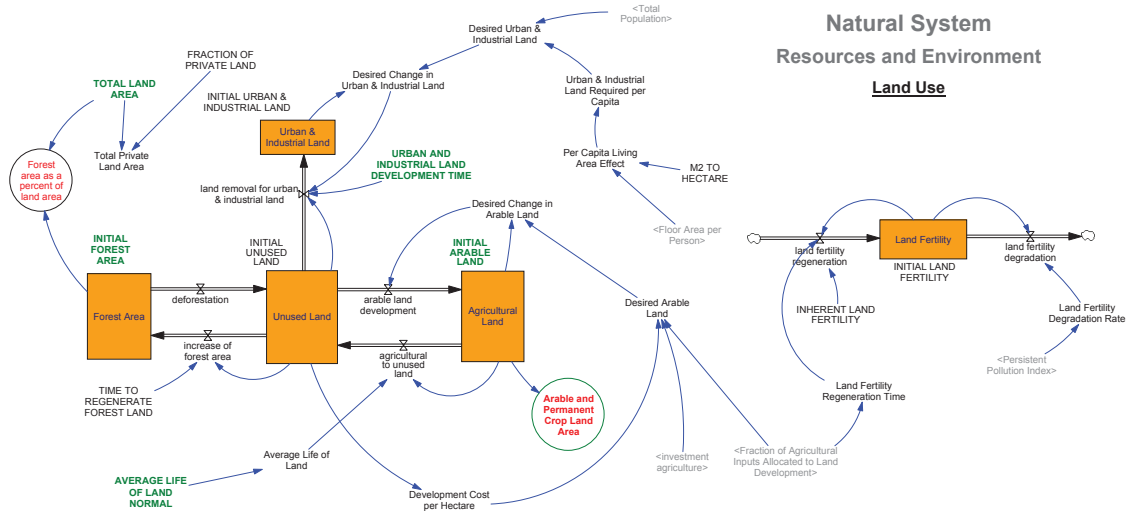 Natural System
Resources and Environment
Land Use
<Total
Population>
Desired Urban &
Industrial Land
FRACTION OF
PRIVATE LAND
TOTAL LAND
AREA
Desired Change in
Urban & Industrial Land
Urban & Industrial
Land Required per
Capita
INITIAL URBAN &
INDUSTRIAL LAND
Urban &
Industrial Land
Total Private
Land Area
Forest
area as a
percent of
land area
URBAN AND
INDUSTRIAL LAND
DEVELOPMENT TIME
Per Capita Living
Area Effect
M2 TO
HECTARE
land removal for urban
& industrial land
Desired Change in
Arable Land
<Floor Area per
Person>
INITIAL
FOREST
AREA
INITIAL
UNUSED
LAND
INITIAL
ARABLE
LAND
Forest Area
deforestation
Unused Land
arable land
development
Agricultural
Land
increase of
forest area
agricultural
to unused
land
Desired Arable
Land
TIME TO
REGENERATE
FOREST LAND
Arable and
Permanent
Crop Land
Area
Average Life of
Land
AVERAGE LIFE
OF LAND
NORMAL
Development Cost
per Hectare
<investment
agriculture>
<Fraction of Agricultural
Inputs Allocated to Land
Development>
Land Fertility
INITIAL LAND
FERTILITY
land fertility
regeneration
land fertility
degradation
INHERENT LAND
FERTILITY
Land Fertility
Degradation Rate
<Persistent
Pollution Index>
Land Fertility
Regeneration Time